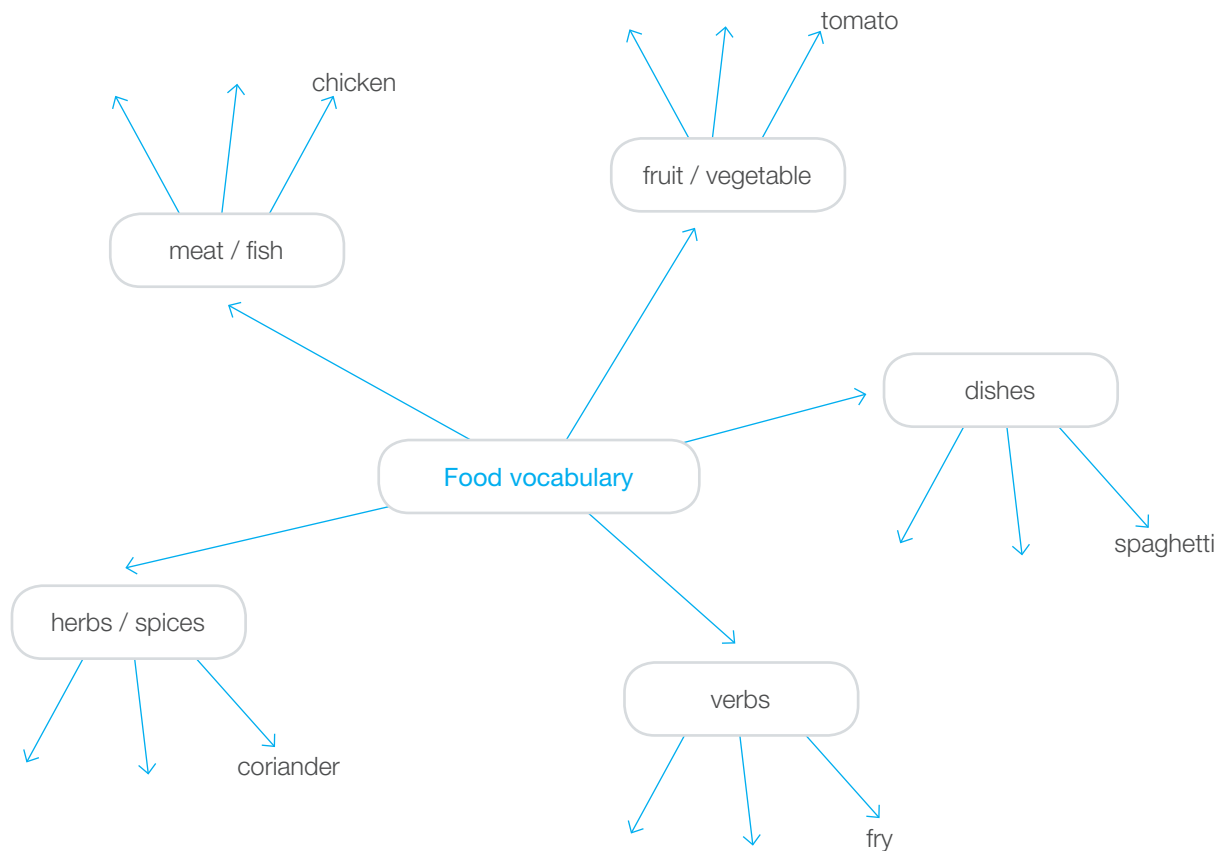 tomato
chicken
fruit / vegetable
meat / fish
dishes
Food vocabulary
spaghetti
herbs / spices
verbs
coriander
fry